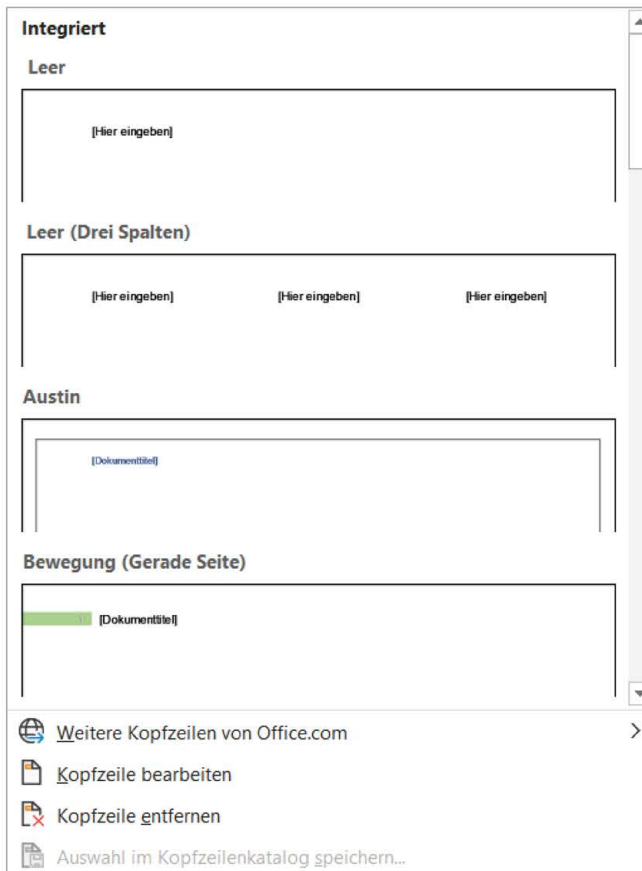 Integriert
Leer
[Hier eingeben]
Leer (Drei Spalten)
[Hier eingeben] [Hier eingeben] [Hier eingeben]
Austin
[Dokumenttitel]
Bewegung (Gerade Seite)
[Dokumenttitel]
Weitere Kopfzeilen von Office.com
Kopfzeile bearbeiten
Kopfzeile entfernen
Auswahl im Kopfzeilenkatalog speichern...